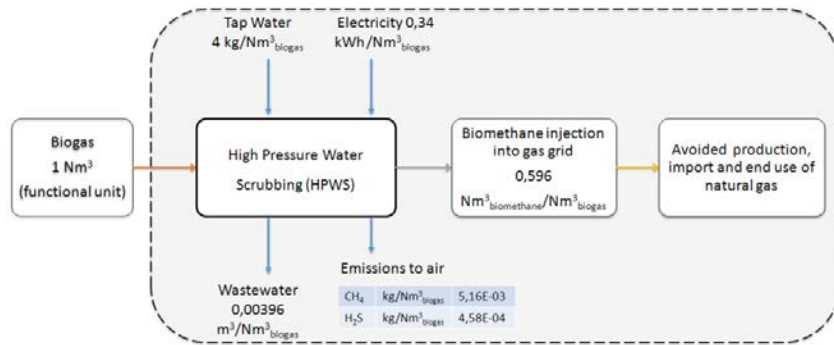 Tap Water
4 kg/Nm³biogas
Electricity 0,34
kWh/Nm³biogas
Biogas
1 Nm³
(functional unit)
High Pressure Water
Scrubbing (HPWS)
Biomethane injection
into gas grid
0,596
Nm³biomethane/Nm³biogas
Avoided production,
import and end use of
natural gas
Wastewater
0,00396
m³/Nm³biogas
Emissions to air
CH₄ kg/Nm³biogas 5,16E-03
H₂S kg/Nm³biogas 4,58E-04